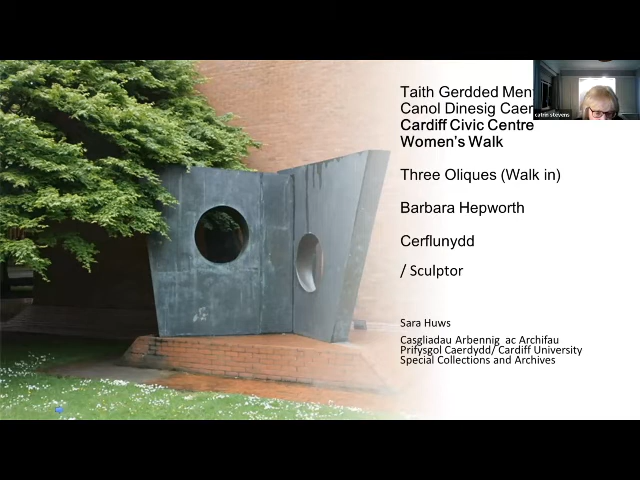 Taith Gerdded Men
Canol Dinesig Caer
Cardiff Civic Centre
Women's Walk
Three Oliques (Walk in)
Barbara Hepworth
Cerflunydd
/ Sculptor
Sara Huws
Casgliadau Arbennig ac Archifau
Prifysgol Caerdydd/ Cardiff University
Special Collections and Archives
catrin stevens